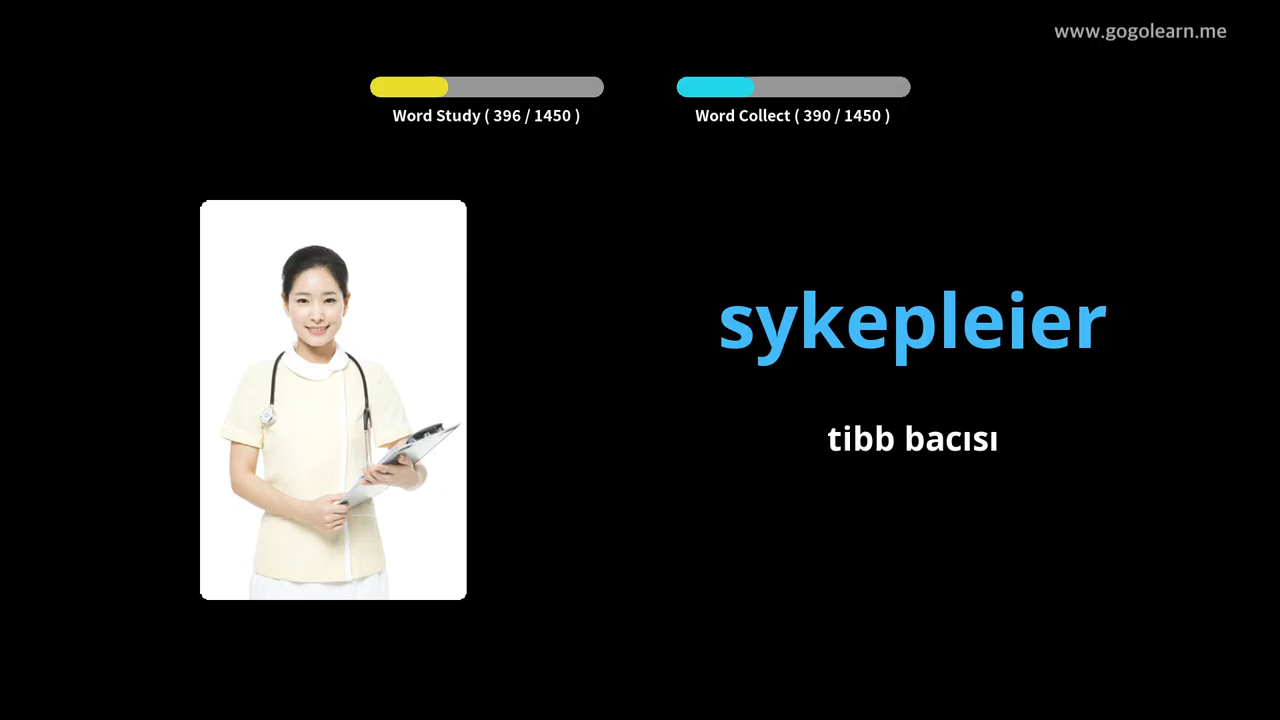 www.gogolearn.me
Word Study ( 396 / 1450 )
Word Collect ( 390 / 1450 )
sykepleier
tibb bacısı